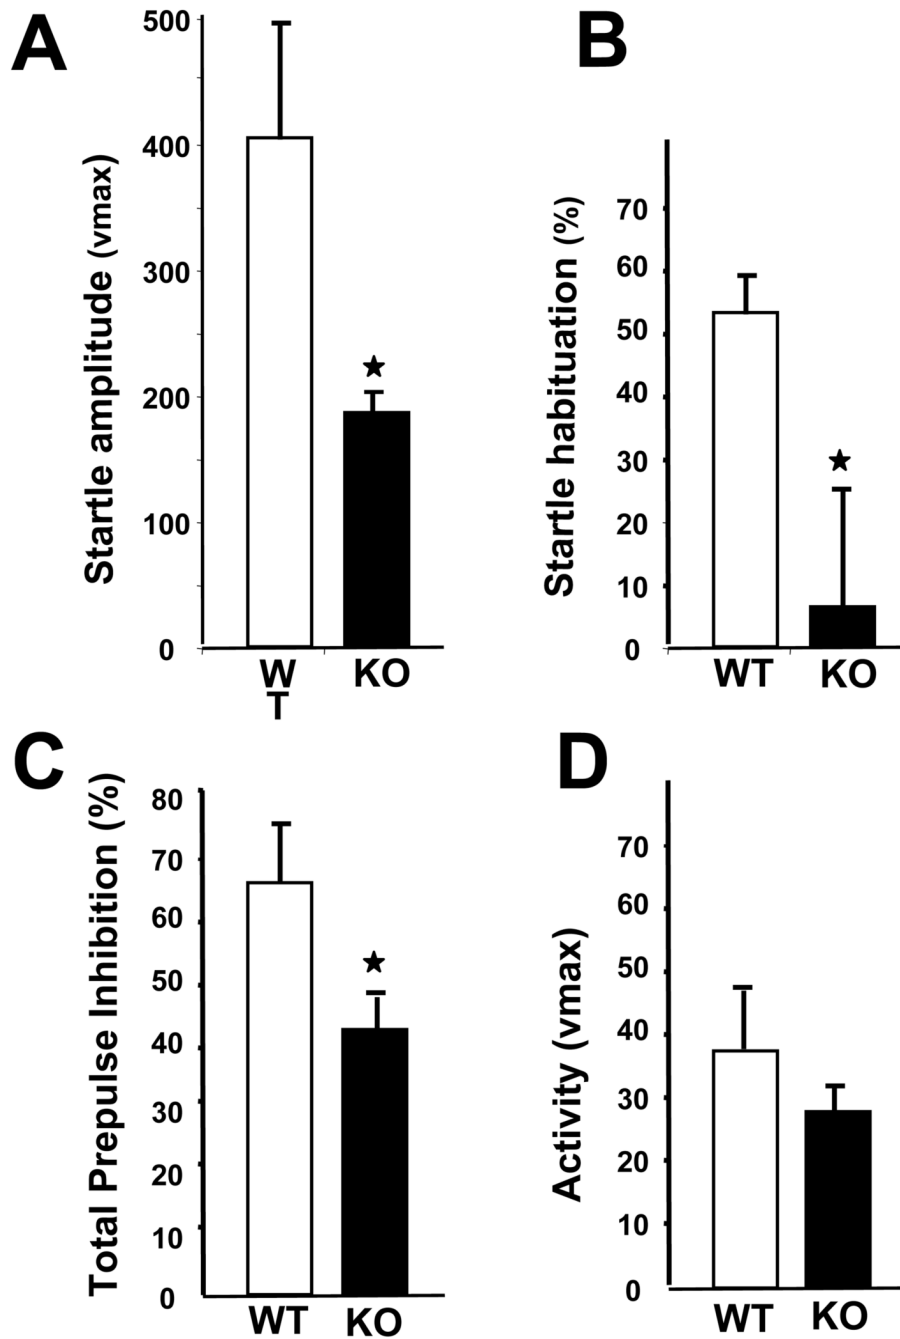 A
Startle amplitude (vmax)
500
400
300
200
100
0
W
T
KO
B
Startle habituation (%)
70
60
50
40
30
20
10
0
WT
KO
C
Total Prepulse Inhibition (%)
80
70
60
50
40
30
20
10
0
WT
KO
D
Activity (vmax)
70
60
50
40
30
20
10
0
WT
KO